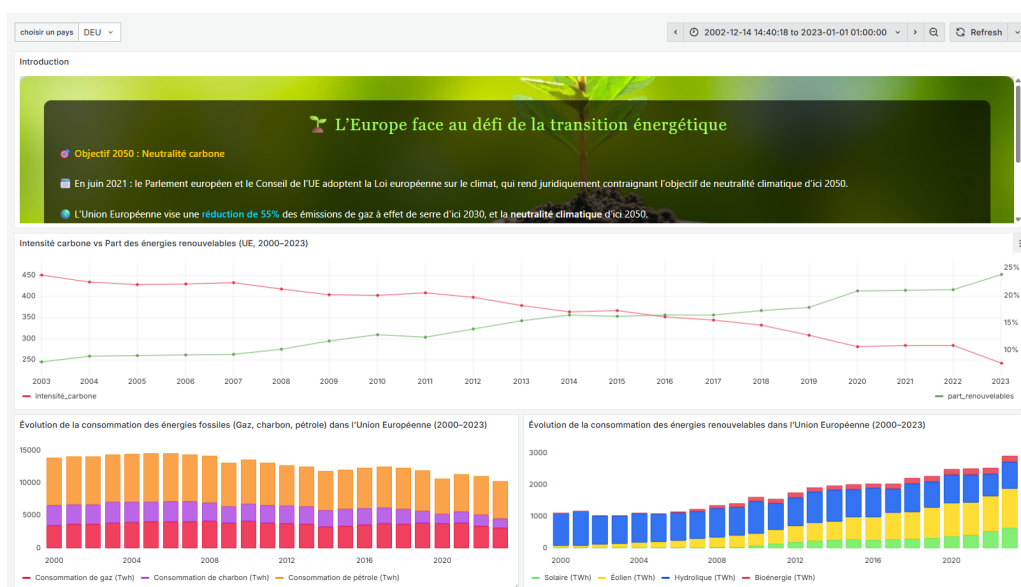 choisir un pays DEU
2002-12-14 14:40:18 to 2023-01-01 01:00:00 Refresh
Introduction
L'Europe face au défi de la transition énergétique
Objectif 2050 : Neutralité carbone
En juin 2021 : le Parlement européen et le Conseil de l'UE adoptent la Loi européenne sur le climat, qui rend juridiquement contraignant l'objectif de neutralité climatique d'ici 2050.
L'Union Européenne vise une réduction de 55% des émissions de gaz à effet de serre d'ici 2030, et la neutralité climatique d'ici 2050.
Intensité carbone vs Part des énergies renouvelables (UE, 2000–2023)
450
400
350
300
250
25%
20%
15%
10%
2003 2004 2005 2006 2007 2008 2009 2010 2011 2012 2013 2014 2015 2016 2017 2018 2019 2020 2021 2022 2023
intensité_carbone
part_renouvelables
Évolution de la consommation des énergies fossiles (Gaz, charbon, pétrole) dans l'Union Européenne (2000–2023)
15000
10000
5000
0
2000 2004 2008 2012 2016 2020
Consommation de gaz (Twh) Consommation de charbon (Twh) Consommation de pétrole (Twh)
Évolution de la consommation des énergies renouvelables dans l'Union Européenne (2000–2023)
3000
2000
1000
0
2000 2004 2008 2012 2016 2020
Solaire (TWh) Éolien (TWh) Hydrolique (TWh) Bioénergie (TWh)